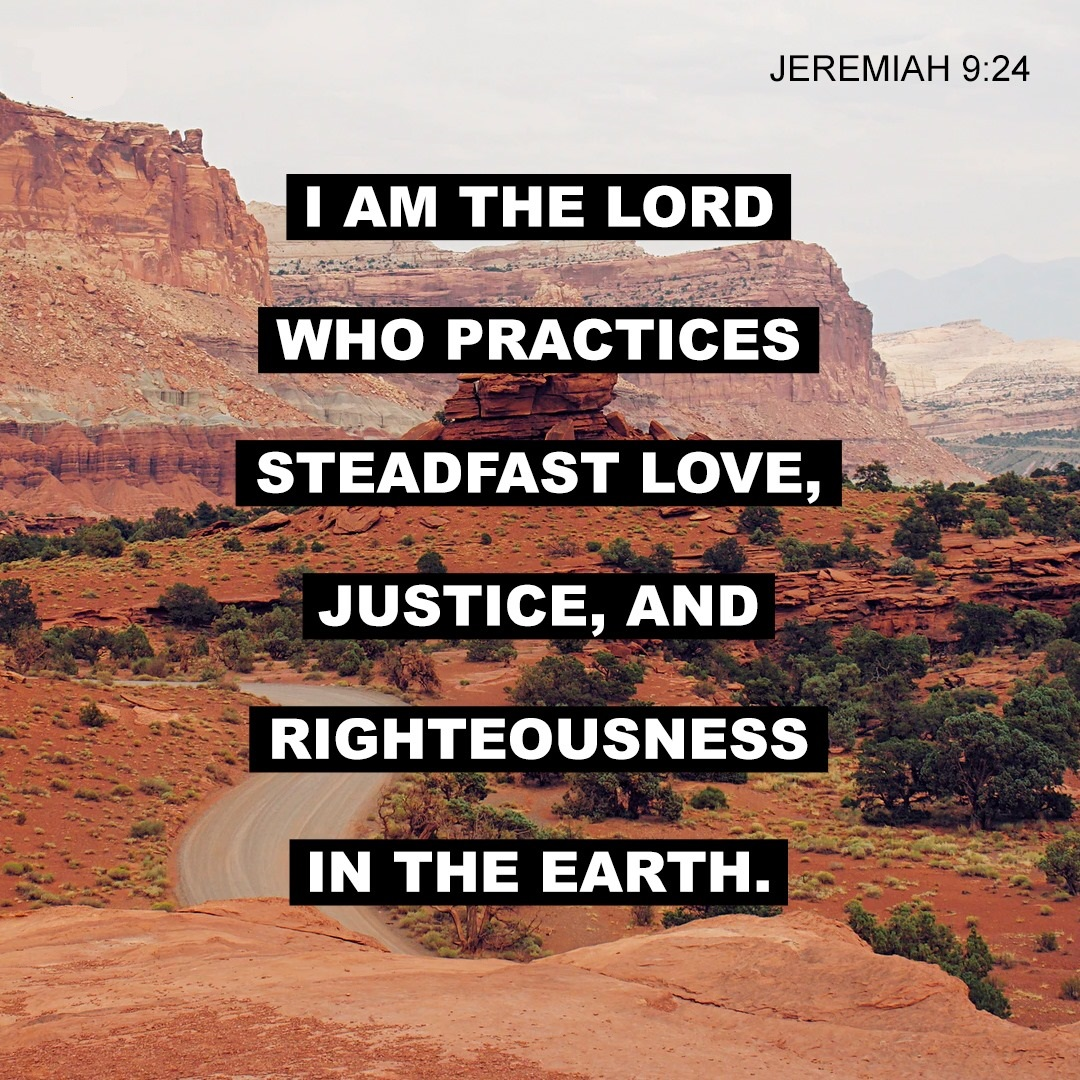 JEREMIAH 9:24
I AM THE LORD
WHO PRACTICES
STEADFAST LOVE,
JUSTICE, AND
RIGHTEOUSNESS
IN THE EARTH.